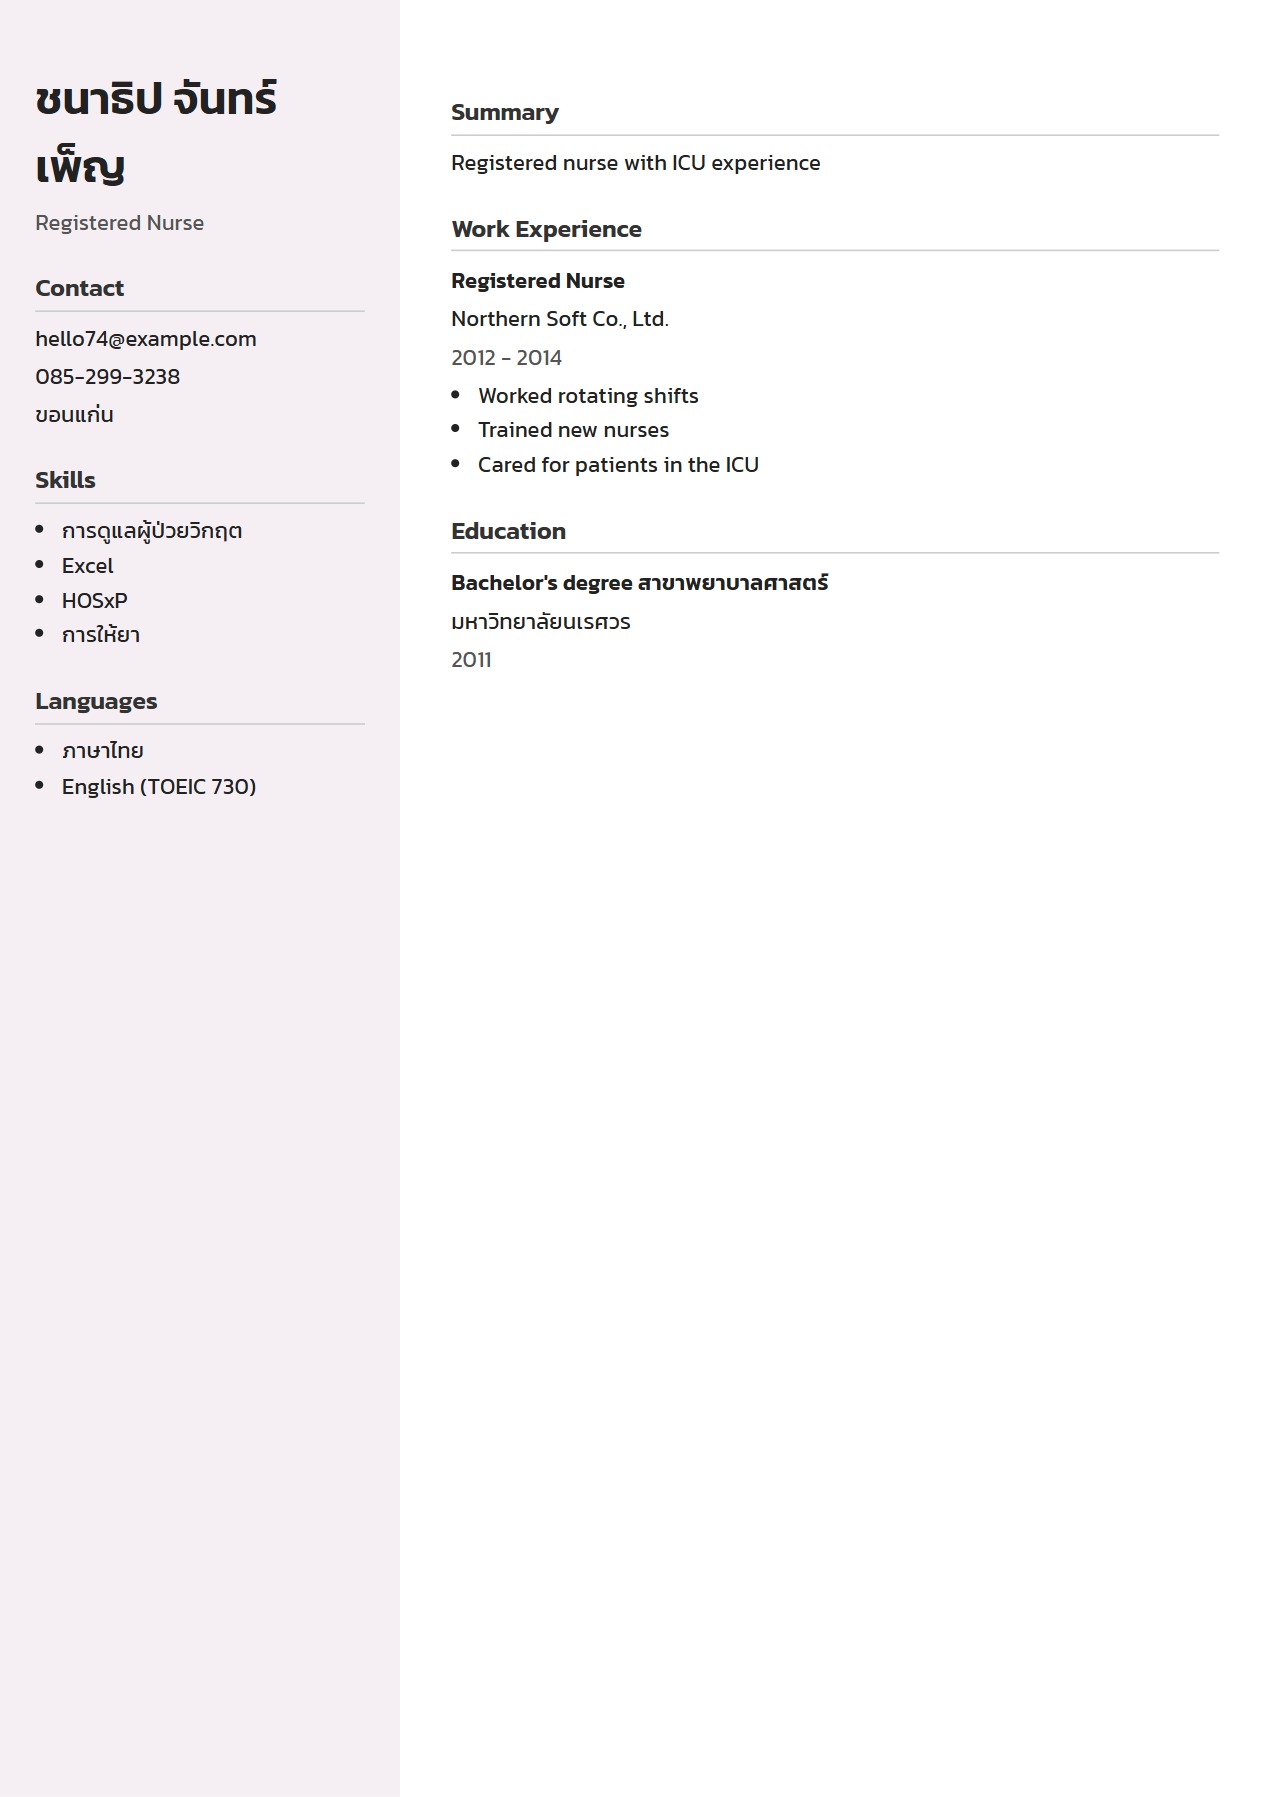 ชนาธิป จันทร์
เพ็ญ
Registered Nurse
Contact
hello74@example.com
085-299-3238
ขอนแก่น
Skills
• การดูแลผู้ป่วยวิกฤต
• Excel
• HOSxP
• การให้ยา
Languages
• ภาษาไทย
• English (TOEIC 730)
Summary
Registered nurse with ICU experience
Work Experience
Registered Nurse
Northern Soft Co., Ltd.
2012 - 2014
• Worked rotating shifts
• Trained new nurses
• Cared for patients in the ICU
Education
Bachelor's degree สาขาพยาบาลศาสตร์
มหาวิทยาลัยนเรศวร
2011